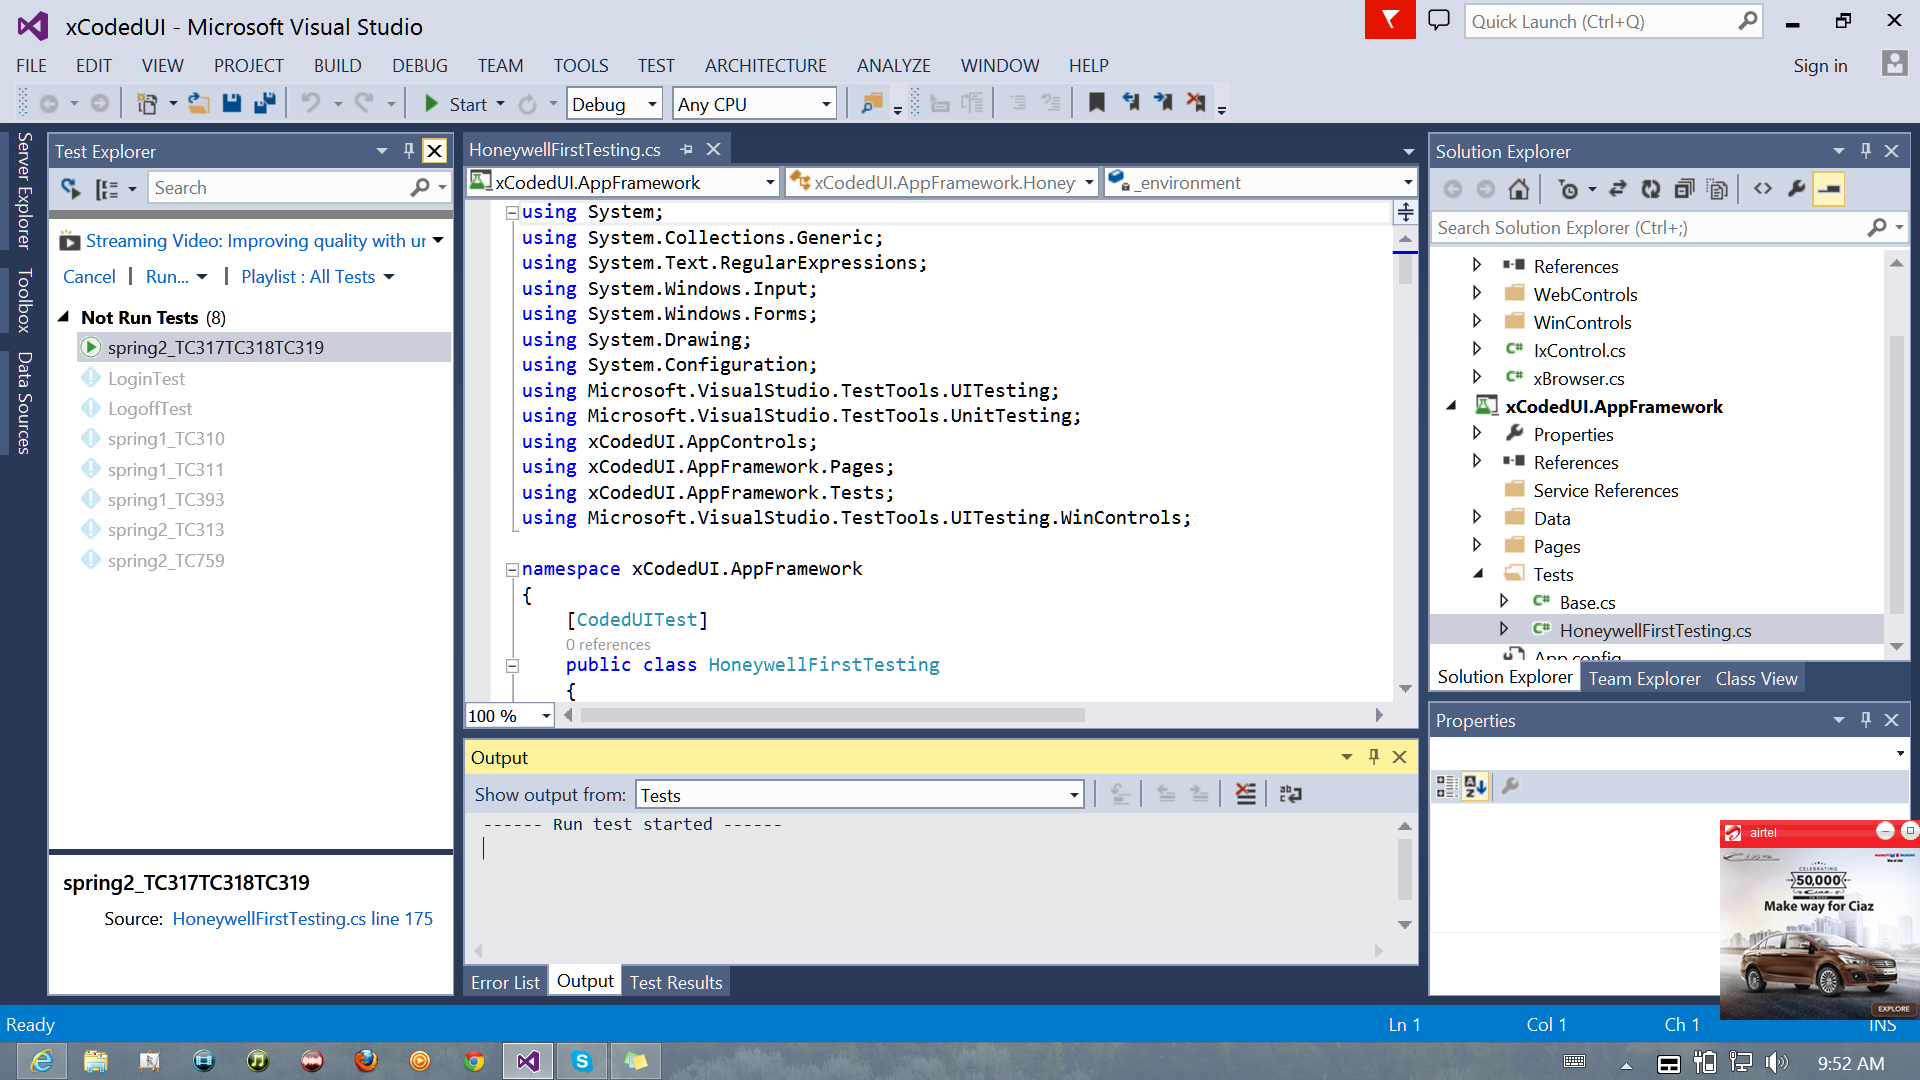 xCodedUI - Microsoft Visual Studio
Quick Launch (Ctrl+Q)
FILE EDIT VIEW PROJECT BUILD DEBUG TEAM TOOLS TEST ARCHITECTURE ANALYZE WINDOW HELP
Sign in
Start Debug Any CPU
Server Explorer
Toolbox
Data Sources
Test Explorer
Search
Streaming Video: Improving quality with ur
Cancel | Run... | Playlist : All Tests
Not Run Tests (8)
spring2_TC317TC318TC319
LoginTest
LogoffTest
spring1_TC310
spring1_TC311
spring1_TC393
spring2_TC313
spring2_TC759
spring2_TC317TC318TC319
Source: HoneywellFirstTesting.cs line 175
HoneywellFirstTesting.cs
xCodedUI.AppFramework xCodedUI.AppFramework.Honey _environment
using System;
using System.Collections.Generic;
using System.Text.RegularExpressions;
using System.Windows.Input;
using System.Windows.Forms;
using System.Drawing;
using System.Configuration;
using Microsoft.VisualStudio.TestTools.UITesting;
using Microsoft.VisualStudio.TestTools.UnitTesting;
using xCodedUI.AppControls;
using xCodedUI.AppFramework.Pages;
using xCodedUI.AppFramework.Tests;
using Microsoft.VisualStudio.TestTools.UITesting.WinControls;
namespace xCodedUI.AppFramework
{
[CodedUITest]
0 references
public class HoneywellFirstTesting
{
100 %
Output
Show output from: Tests
------ Run test started ------
Error List Output Test Results
Solution Explorer
Search Solution Explorer (Ctrl+;)
References
WebControls
WinControls
IxControl.cs
xBrowser.cs
xCodedUI.AppFramework
Properties
References
Service References
Data
Pages
Tests
Base.cs
HoneywellFirstTesting.cs
App.config
Solution Explorer Team Explorer Class View
Properties
airtel
Ciaz
CELEBRATING
50,000
Make way for Ciaz
EXPLORE
Ready
Ln 1 Col 1 Ch 1 INS
9:52 AM